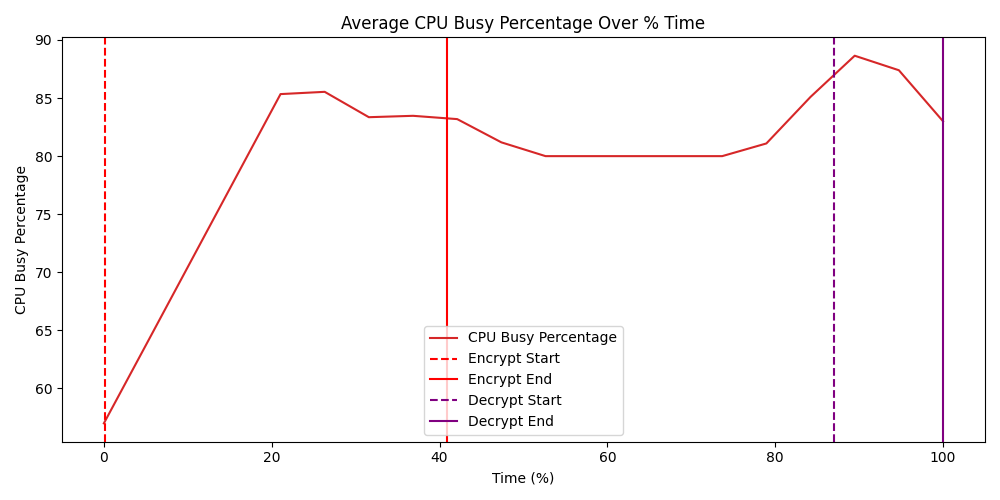 Average CPU Busy Percentage Over % Time
CPU Busy Percentage
90
85
80
75
70
65
60
0
20
40
60
80
100
Time (%)
CPU Busy Percentage
Encrypt Start
Encrypt End
Decrypt Start
Decrypt End